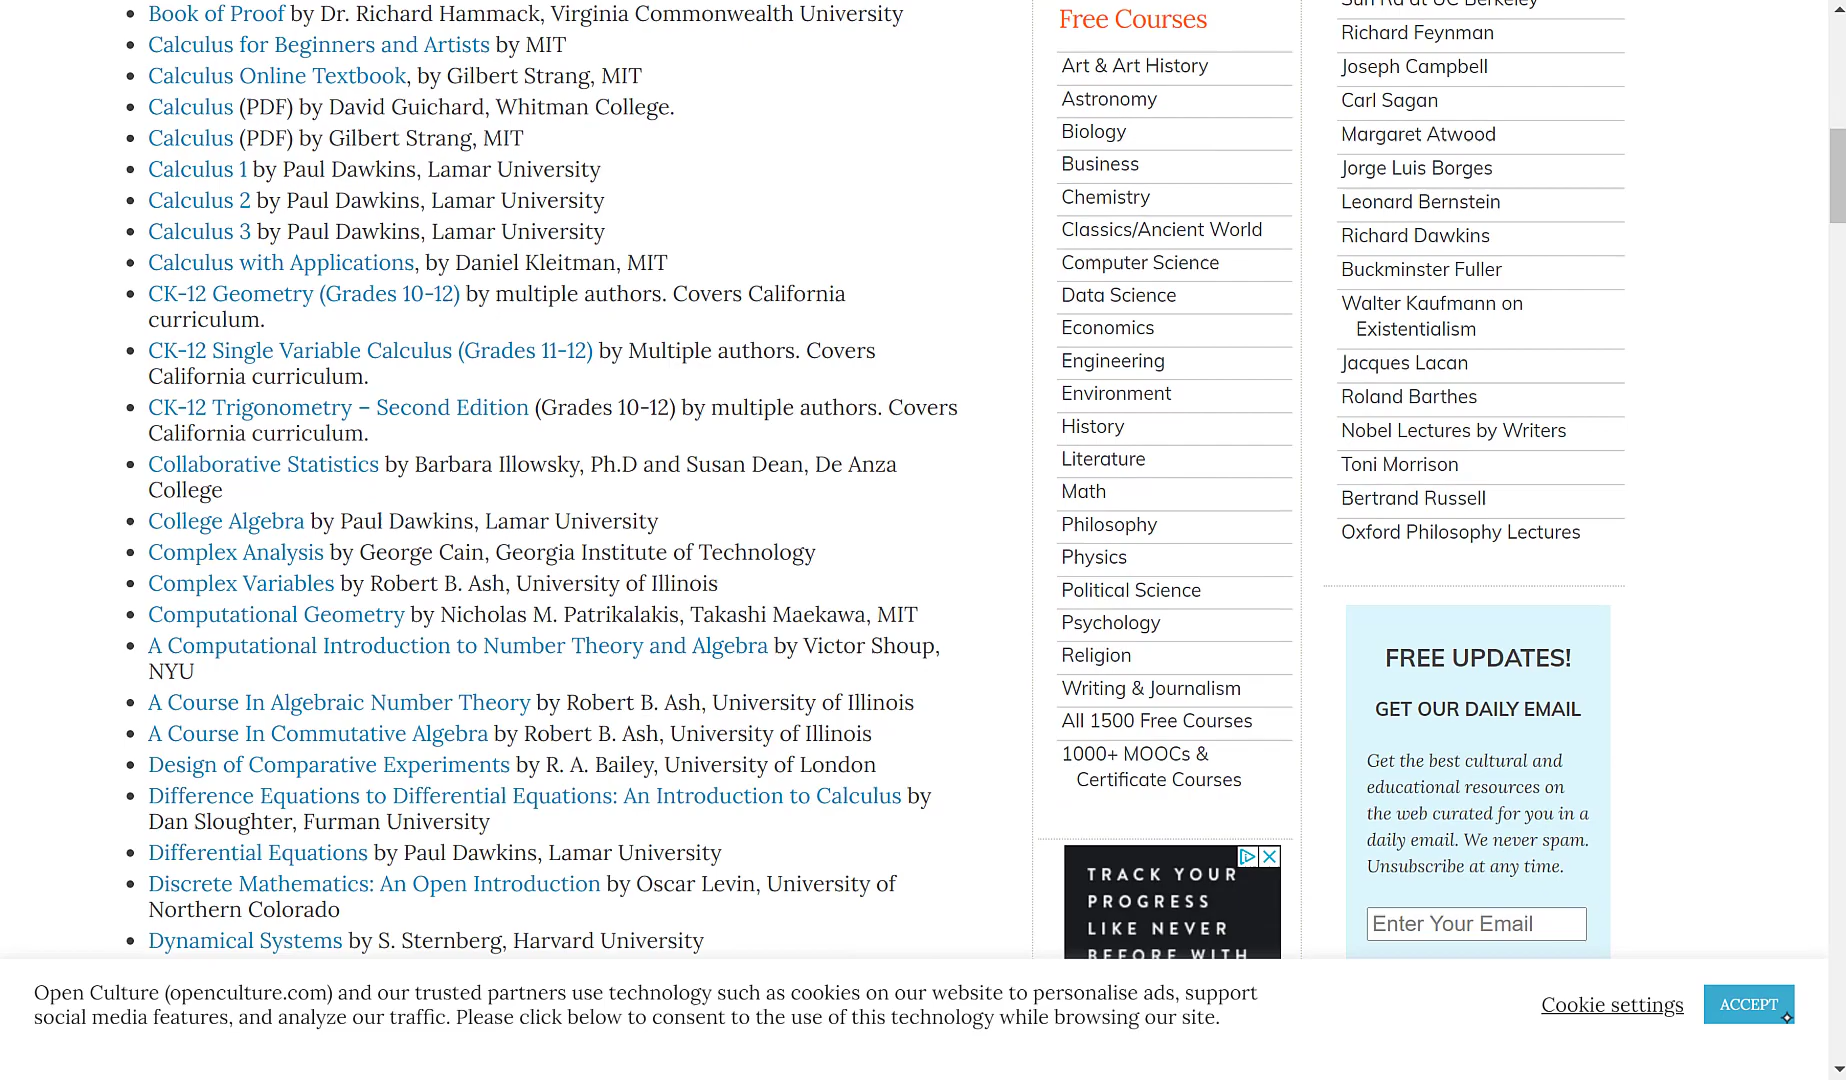 Book of Proof by Dr. Richard Hammack, Virginia Commonwealth University
Calculus for Beginners and Artists by MIT
Calculus Online Textbook, by Gilbert Strang, MIT
Calculus (PDF) by David Guichard, Whitman College.
Calculus (PDF) by Gilbert Strang, MIT
Calculus 1 by Paul Dawkins, Lamar University
Calculus 2 by Paul Dawkins, Lamar University
Calculus 3 by Paul Dawkins, Lamar University
Calculus with Applications, by Daniel Kleitman, MIT
CK-12 Geometry (Grades 10-12) by multiple authors. Covers California
curriculum.
CK-12 Single Variable Calculus (Grades 11-12) by Multiple authors. Covers
California curriculum.
CK-12 Trigonometry – Second Edition (Grades 10-12) by multiple authors. Covers
California curriculum.
Collaborative Statistics by Barbara Illowsky, Ph.D and Susan Dean, De Anza
College
College Algebra by Paul Dawkins, Lamar University
Complex Analysis by George Cain, Georgia Institute of Technology
Complex Variables by Robert B. Ash, University of Illinois
Computational Geometry by Nicholas M. Patrikalakis, Takashi Maekawa, MIT
A Computational Introduction to Number Theory and Algebra by Victor Shoup,
NYU
A Course In Algebraic Number Theory by Robert B. Ash, University of Illinois
A Course In Commutative Algebra by Robert B. Ash, University of Illinois
Design of Comparative Experiments by R. A. Bailey, University of London
Difference Equations to Differential Equations: An Introduction to Calculus by
Dan Sloughter, Furman University
Differential Equations by Paul Dawkins, Lamar University
Discrete Mathematics: An Open Introduction by Oscar Levin, University of
Northern Colorado
Dynamical Systems by S. Sternberg, Harvard University
Free Courses
Art & Art History
Astronomy
Biology
Business
Chemistry
Classics/Ancient World
Computer Science
Data Science
Economics
Engineering
Environment
History
Literature
Math
Philosophy
Physics
Political Science
Psychology
Religion
Writing & Journalism
All 1500 Free Courses
1000+ MOOCs &
Certificate Courses
TRACK YOUR
PROGRESS
LIKE NEVER
BEFORE WITH
Sun Ra at UC Berkeley
Richard Feynman
Joseph Campbell
Carl Sagan
Margaret Atwood
Jorge Luis Borges
Leonard Bernstein
Richard Dawkins
Buckminster Fuller
Walter Kaufmann on
Existentialism
Jacques Lacan
Roland Barthes
Nobel Lectures by Writers
Toni Morrison
Bertrand Russell
Oxford Philosophy Lectures
FREE UPDATES!
GET OUR DAILY EMAIL
Get the best cultural and
educational resources on
the web curated for you in a
daily email. We never spam.
Unsubscribe at any time.
Enter Your Email
Open Culture (openculture.com) and our trusted partners use technology such as cookies on our website to personalise ads, support
social media features, and analyze our traffic. Please click below to consent to the use of this technology while browsing our site.
Cookie settings
ACCEPT